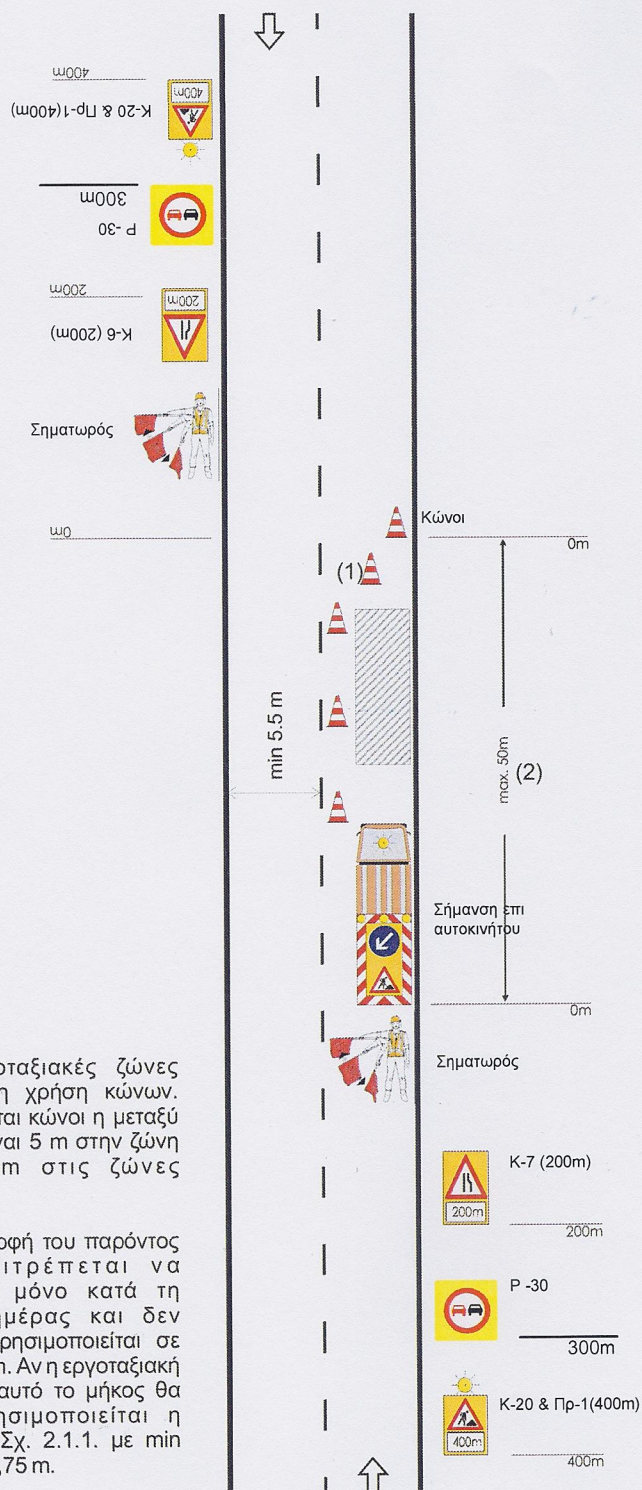 400m
400m
K-20 & Πρ-1(400m)
300m
P -30
200m
200m
K-6 (200m)
Σηματωρός
0m
Κώνοι
0m
(1)
min 5.5 m
max. 50m
(2)
Σήμανση επι
αυτοκινήτου
0m
Σηματωρός
K-7 (200m)
200m
200m
P -30
300m
K-20 & Πρ-1(400m)
400m
400m
οταξιακές ζώνες
η χρήση κώνων.
ται κώνοι η μεταξύ
ναι 5 m στην ζώνη
m στις ζώνες
οφή του παρόντος
ιτρέπεται να
μόνο κατά τη
ημέρας και δεν
ρησιμοποιείται σε
m. Αν η εργοταξιακή
αυτό το μήκος θα
ησιμοποιείται η
Σχ. 2.1.1. με min
,75 m.